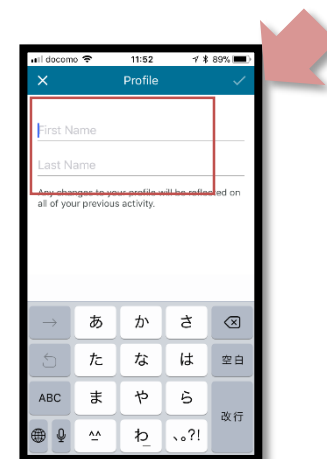 docomo 11:52 89%
Profile
First Name
Last Name
Any changes to your profile will be reflected on
all of your previous activity.
→ あ か さ
た な は 空白
ABC ま や ら
^^ わ_ 、。?! 改行